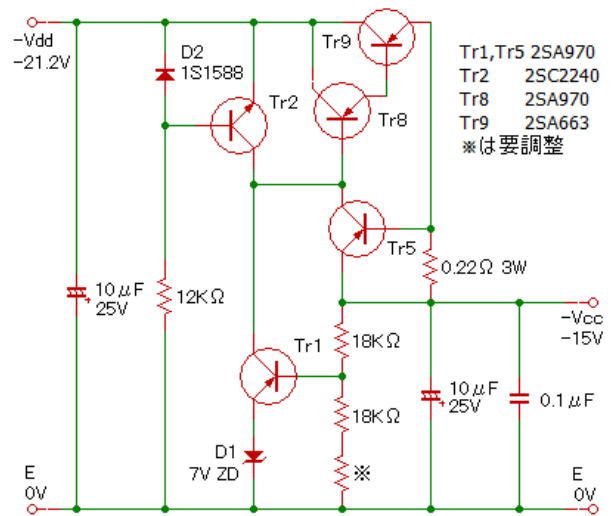 −Vdd
−21.2V
D2
1S1588
Tr9
Tr2
Tr8
Tr1,Tr5 2SA970
Tr2 2SC2240
Tr8 2SA970
Tr9 2SA663
※は要調整
Tr5
0.22Ω 3W
10μF
25V
+
12KΩ
−Vcc
−15V
Tr1
18KΩ
18KΩ
10μF
25V
+
0.1μF
D1
7V ZD
※
E
0V
E
0V